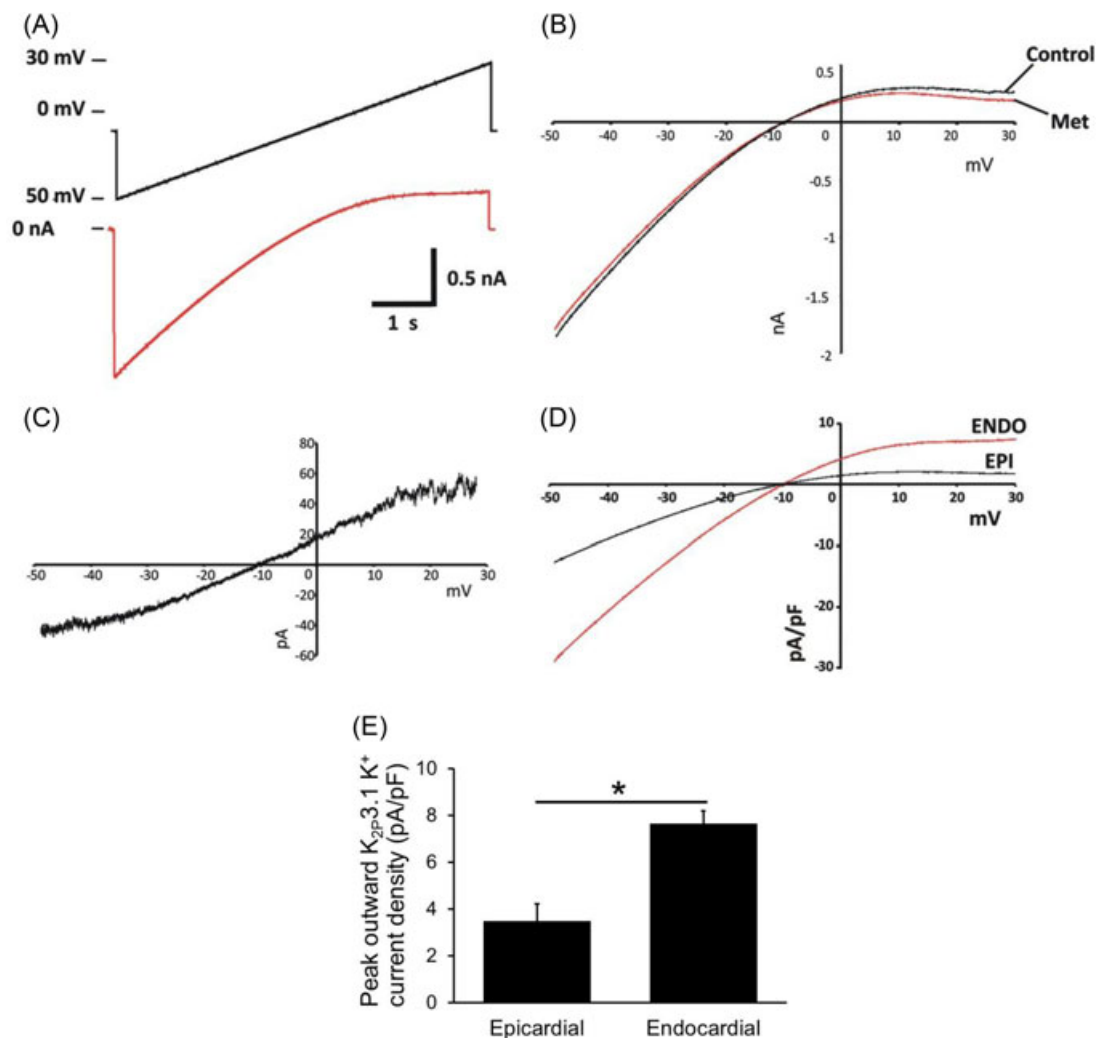 (A)
30 mV
0 mV
50 mV
0 nA
0.5 nA
1 s
(B)
Control
Met
0.5
-50 -40 -30 -20 -10 0 10 20 30
mV
-0.5
-1
-1.5
-2
nA
(C)
80
60
40
20
0
-50 -40 -30 -20 -10 0 10 20 30
mV
-20
-40
-60
pA
(D)
10
ENDO
EPI
-50 -40 -30 -20 -10 0 10 20 30
mV
-10
-20
-30
pA/pF
(E)
Peak outward K2P3.1 K+
current density (pA/pF)
10
8
6
4
2
0
*
Epicardial Endocardial